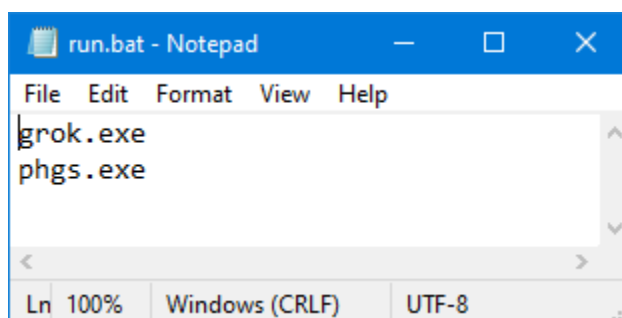 run.bat - Notepad
File Edit Format View Help
grok.exe
phgs.exe
Ln 100% Windows (CRLF) UTF-8